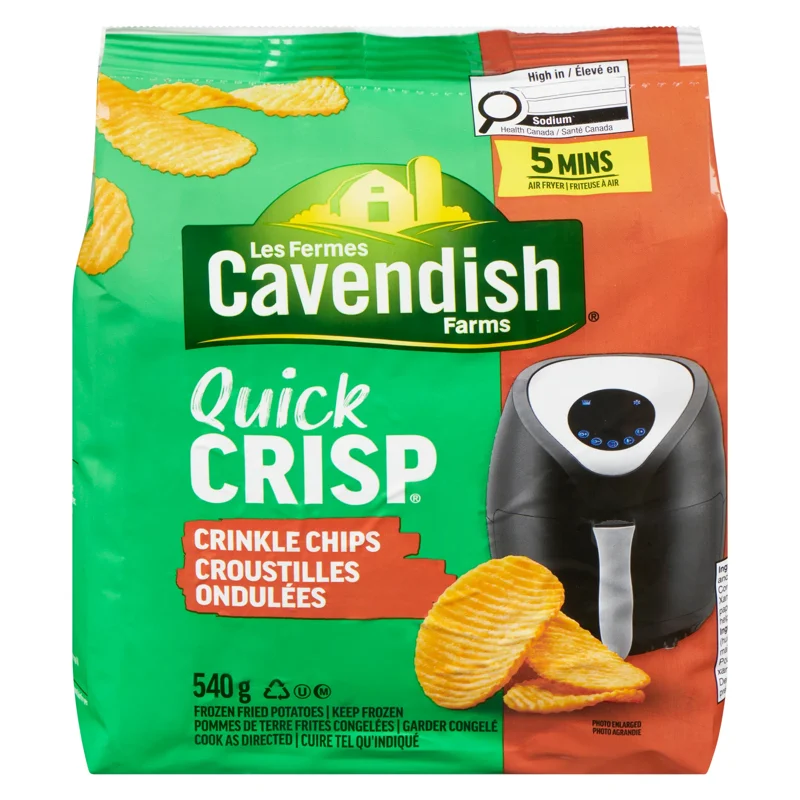 High in / Élevé en
Sodium
Health Canada / Santé Canada
5 MINS
AIR FRYER | FRITEUSE À AIR
Les Fermes
Cavendish
Farms
®
Quick
CRISP®
CRINKLE CHIPS
CROUSTILLES
ONDULÉES
540 g
U M
FROZEN FRIED POTATOES | KEEP FROZEN
POMMES DE TERRE FRITES CONGELÉES | GARDER CONGELÉ
COOK AS DIRECTED | CUIRE TEL QU'INDIQUÉ
PHOTO ENLARGED
PHOTO AGRANDIE